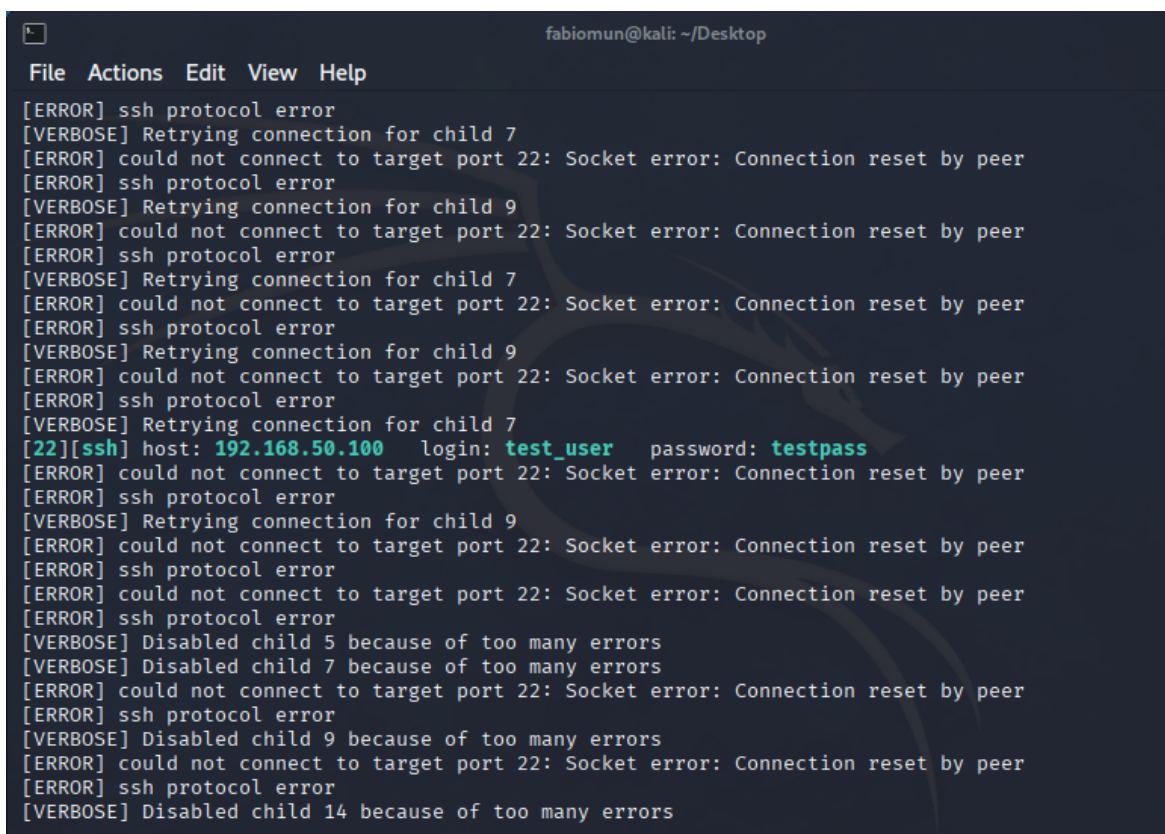 fabiomun@kali: ~/Desktop
File Actions Edit View Help
[ERROR] ssh protocol error
[VERBOSE] Retrying connection for child 7
[ERROR] could not connect to target port 22: Socket error: Connection reset by peer
[ERROR] ssh protocol error
[VERBOSE] Retrying connection for child 9
[ERROR] could not connect to target port 22: Socket error: Connection reset by peer
[ERROR] ssh protocol error
[VERBOSE] Retrying connection for child 7
[ERROR] could not connect to target port 22: Socket error: Connection reset by peer
[ERROR] ssh protocol error
[VERBOSE] Retrying connection for child 9
[ERROR] could not connect to target port 22: Socket error: Connection reset by peer
[ERROR] ssh protocol error
[VERBOSE] Retrying connection for child 7
[22][ssh] host: 192.168.50.100   login: test_user   password: testpass
[ERROR] could not connect to target port 22: Socket error: Connection reset by peer
[ERROR] ssh protocol error
[VERBOSE] Retrying connection for child 9
[ERROR] could not connect to target port 22: Socket error: Connection reset by peer
[ERROR] ssh protocol error
[ERROR] could not connect to target port 22: Socket error: Connection reset by peer
[ERROR] ssh protocol error
[VERBOSE] Disabled child 5 because of too many errors
[VERBOSE] Disabled child 7 because of too many errors
[ERROR] could not connect to target port 22: Socket error: Connection reset by peer
[ERROR] ssh protocol error
[VERBOSE] Disabled child 9 because of too many errors
[ERROR] could not connect to target port 22: Socket error: Connection reset by peer
[ERROR] ssh protocol error
[VERBOSE] Disabled child 14 because of too many errors